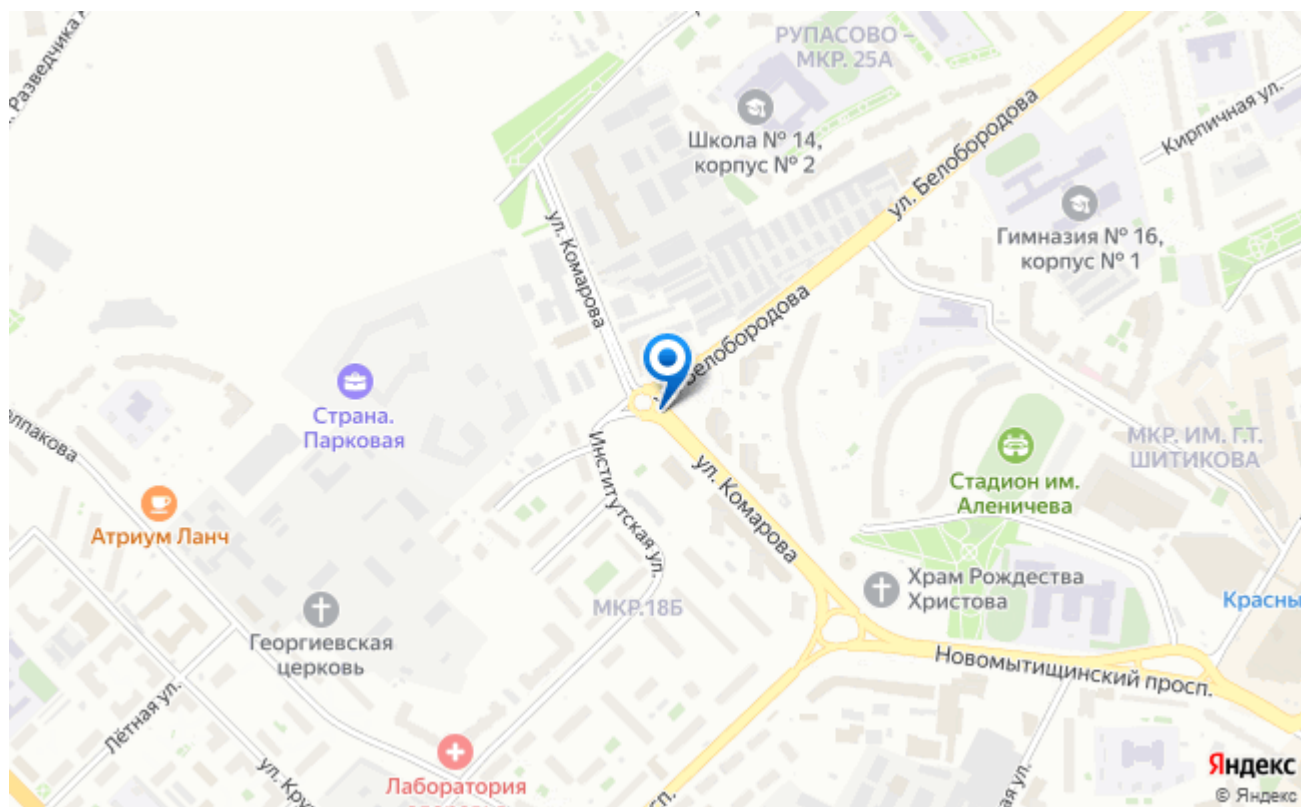 Разведчика
РУПАСОВО –
МКР. 25А
Школа № 14,
корпус № 2
ул. Белобородова
Кирпичная ул.
Гимназия № 16,
корпус № 1
ул. Комарова
Белобородова
Страна.
Парковая
Институтская ул.
ул. Комарова
МКР. ИМ. Г.Т.
ШИТИКОВА
Стадион им.
Аленичева
Атриум Ланч
Храм Рождества
Христова
МКР.18Б
Георгиевская
церковь
Новомытищинский просп.
Лётная ул.
Лаборатория
Яндекс
© Яндекс